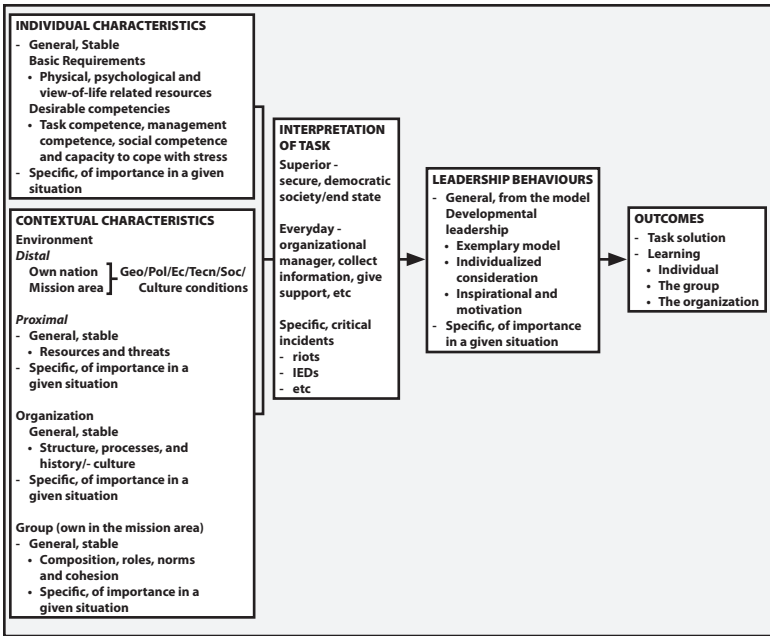 INDIVIDUAL CHARACTERISTICS
- General, Stable
Basic Requirements
• Physical, psychological and
view-of-life related resources
Desirable competencies
• Task competence, management
competence, social competence
and capacity to cope with stress
- Specific, of importance in a given
situation
CONTEXTUAL CHARACTERISTICS
Environment
Distal
Own nation
Mission area
Geo/Pol/Ec/Tecn/Soc/
Culture conditions
Proximal
- General, stable
• Resources and threats
- Specific, of importance in a
given situation
Organization
General, stable
• Structure, processes, and
history/- culture
- Specific, of importance in a
given situation
Group (own in the mission area)
- General, stable
• Composition, roles, norms
and cohesion
• Specific, of importance in a
given situation
INTERPRETATION
OF TASK
Superior -
secure, democratic
society/end state
Everyday -
organizational
manager, collect
information, give
support, etc
Specific, critical
incidents
- riots
- IEDs
- etc
LEADERSHIP BEHAVIOURS
- General, from the model
Developmental
leadership
• Exemplary model
• Individualized
consideration
• Inspirational and
motivation
- Specific, of importance
in a given situation
OUTCOMES
- Task solution
- Learning
• Individual
• The group
• The organization